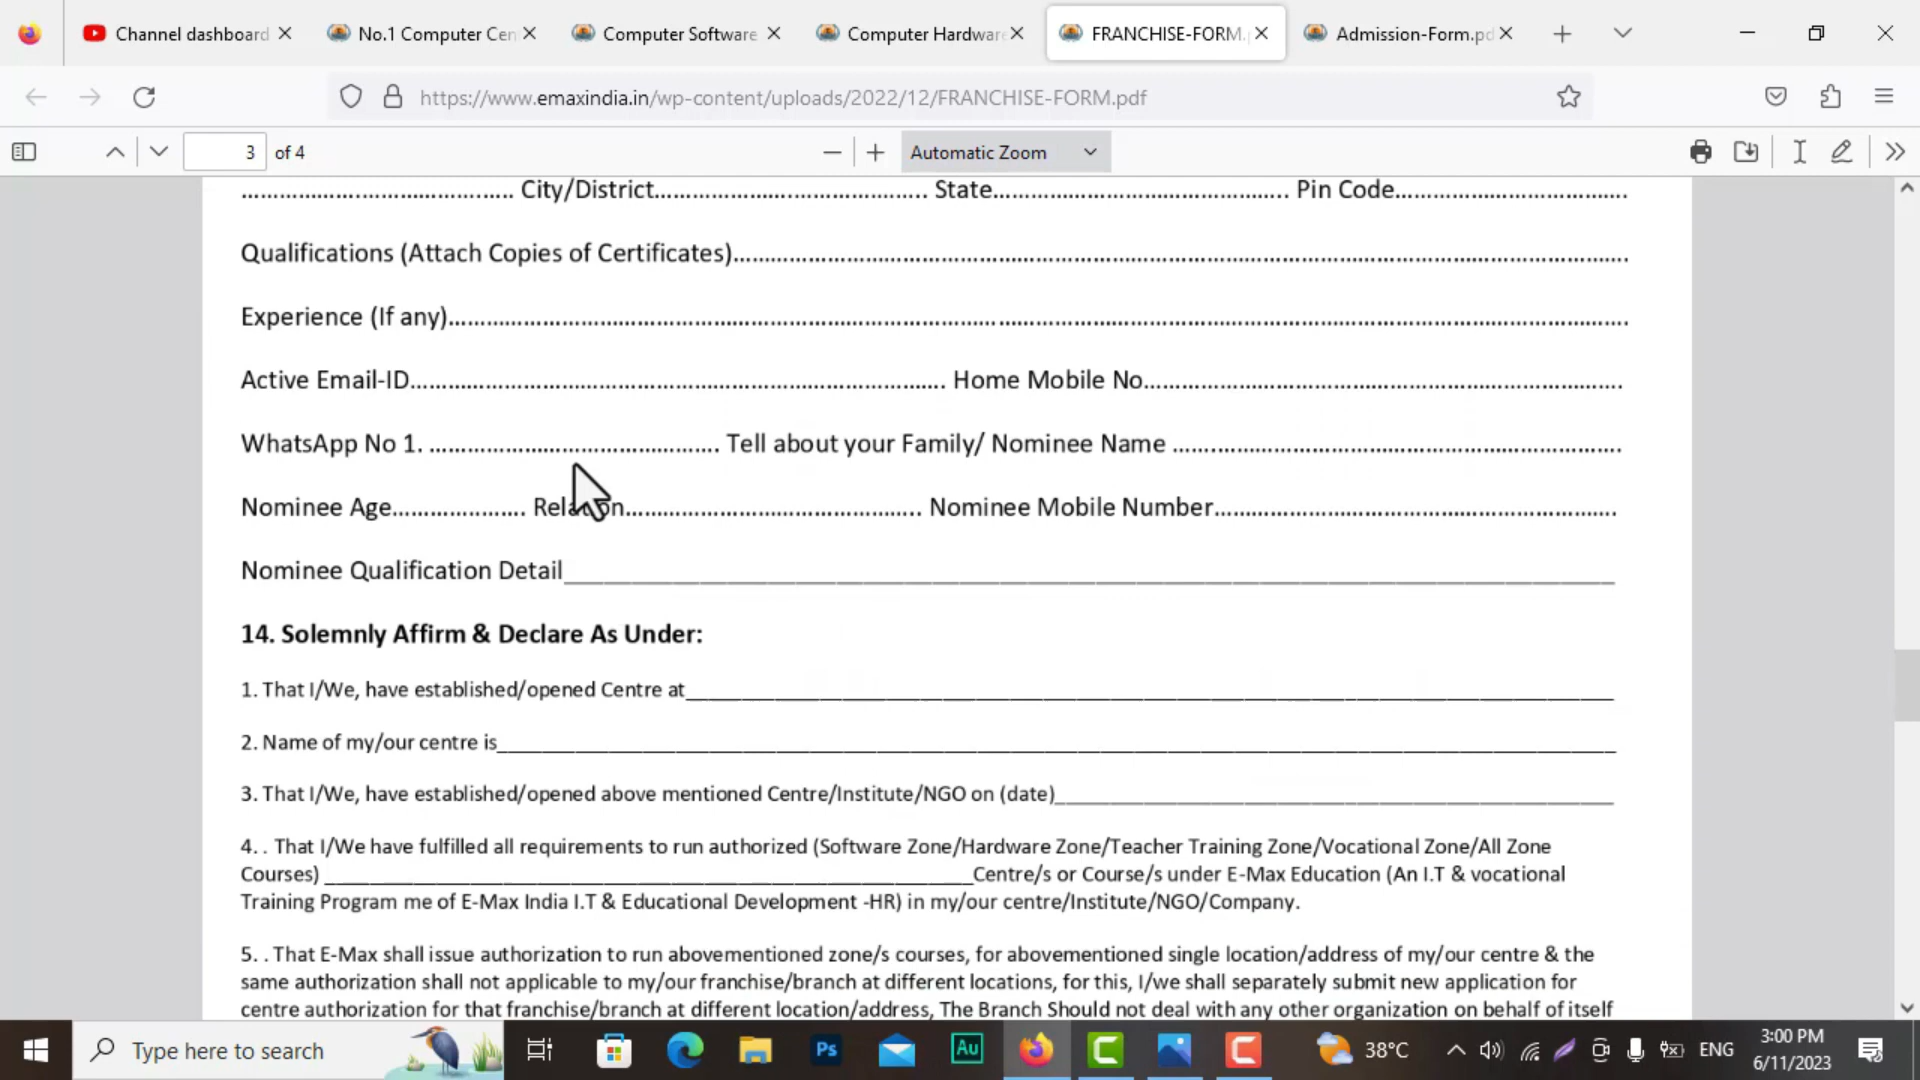 Channel dashboard
No.1 Computer Cen
Computer Software
Computer Hardware
FRANCHISE-FORM.
Admission-Form.pd
https://www.emaxindia.in/wp-content/uploads/2022/12/FRANCHISE-FORM.pdf
3 of 4
Automatic Zoom
City/District State Pin Code
Qualifications (Attach Copies of Certificates)
Experience (If any)
Active Email-ID Home Mobile No
WhatsApp No 1. Tell about your Family/ Nominee Name
Nominee Age Relation Nominee Mobile Number
Nominee Qualification Detail
14. Solemnly Affirm & Declare As Under:
1. That I/We, have established/opened Centre at
2. Name of my/our centre is
3. That I/We, have established/opened above mentioned Centre/Institute/NGO on (date)
4. . That I/We have fulfilled all requirements to run authorized (Software Zone/Hardware Zone/Teacher Training Zone/Vocational Zone/All Zone
Courses) Centre/s or Course/s under E-Max Education (An I.T & vocational
Training Program me of E-Max India I.T & Educational Development -HR) in my/our centre/Institute/NGO/Company.
5. . That E-Max shall issue authorization to run abovementioned zone/s courses, for abovementioned single location/address of my/our centre & the
same authorization shall not applicable to my/our franchise/branch at different locations, for this, I/we shall separately submit new application for
centre authorization for that franchise/branch at different location/address, The Branch Should not deal with any other organization on behalf of itself
Type here to search
Ps
Au
38°C
ENG
3:00 PM
6/11/2023